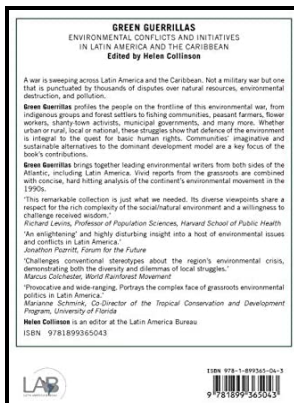 GREEN GUERRILLAS
ENVIRONMENTAL CONFLICTS AND INITIATIVES
IN LATIN AMERICA AND THE CARIBBEAN
Edited by Helen Collinson
A war is sweeping across Latin America and the Caribbean. Not a military war but one
that is punctuated by thousands of disputes over natural resources, environmental
destruction, and pollution.
Green Guerrillas profiles the people on the frontline of this environmental war, from
indigenous groups and forest settlers to fishing communities, peasant farmers, flower
workers, shanty-town activists, municipal governments, and many more. Whether
urban or rural, local or national, these struggles show that defence of the environment
is integral to the quest for basic human rights. Communities' imaginative and
sustainable alternatives to the dominant development model are a key focus of the
book's contributions.
Green Guerrillas brings together leading environmental writers from both sides of the
Atlantic, including Latin America. Vivid reports from the grassroots are combined
with concise, hard hitting analysis of the continent's environmental movement in the
1990s.
'This remarkable collection is just what we needed. Its diverse viewpoints share a
respect for the rich complexity of the social/natural environment and a willingness to
challenge received wisdom.'
Richard Levins, Professor of Population Sciences, Harvard School of Public Health
'An enlightening' and highly disturbing insight into a host of environmental issues
and conflicts in Latin America.'
Jonathon Porritt, Forum for the Future
'Challenges conventional stereotypes about the region's environmental crisis,
demonstrating both the diversity and dilemmas of local struggles.'
Marcus Colchester, World Rainforest Movement
'Provocative and wide-ranging. Portrays the complex face of grassroots environmental
politics in Latin America.'
Marianne Schmink, Co-Director of the Tropical Conservation and Development
Program, University of Florida
Helen Collinson is an editor at the Latin America Bureau
ISBN 9781899365043
ISBN 978-1-899365-04-3
LAB
9 781899 365043